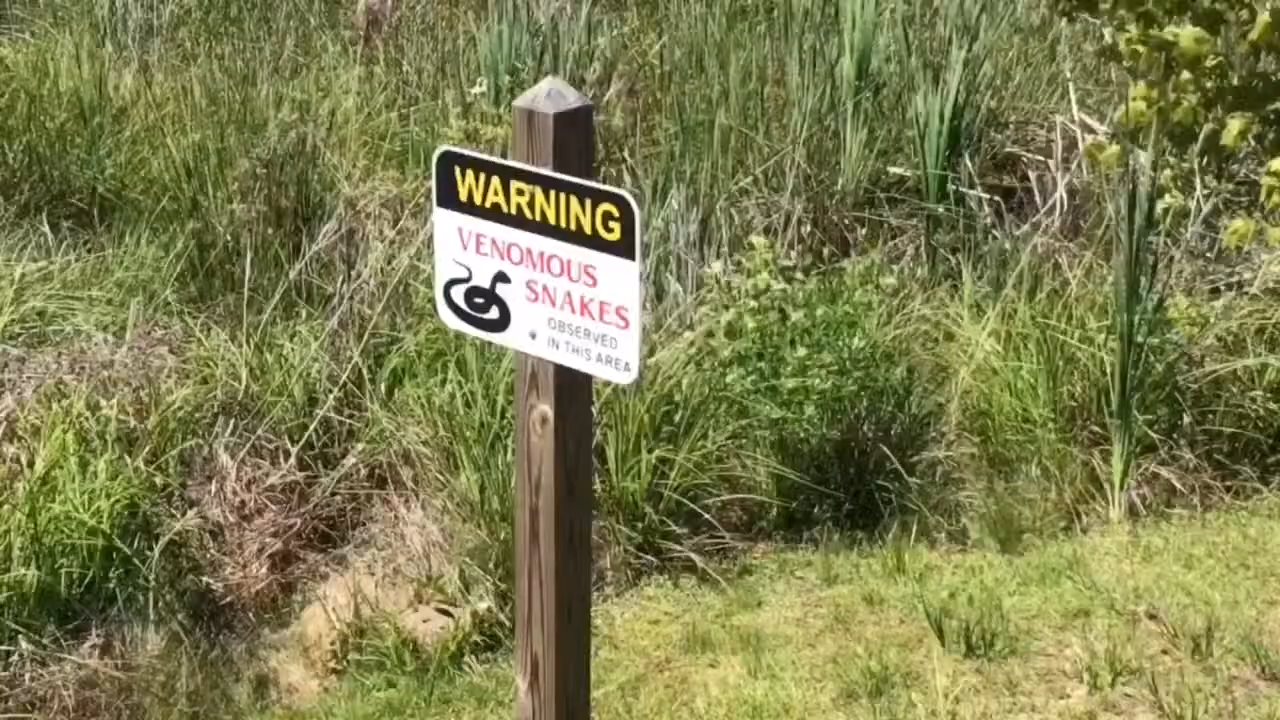 WARNING
VENOMOUS
SNAKES
OBSERVED
IN THIS AREA